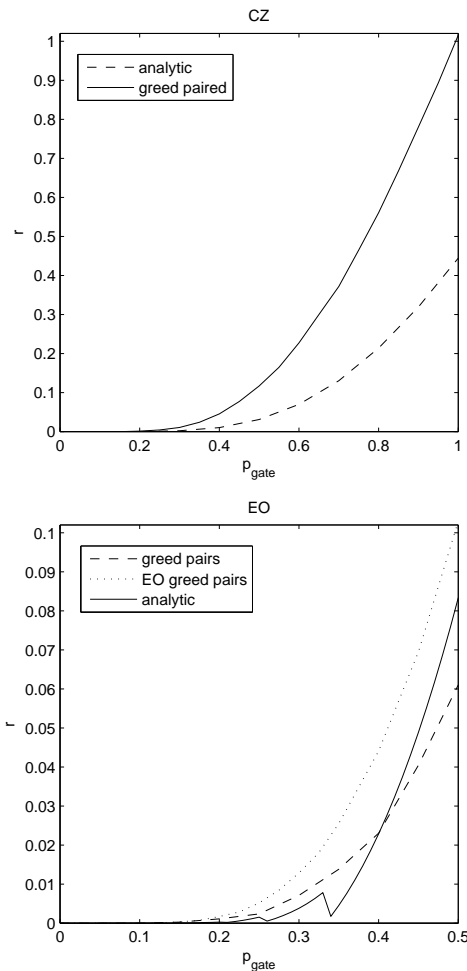 CZ
analytic
greed paired
r
1
0.9
0.8
0.7
0.6
0.5
0.4
0.3
0.2
0.1
0
0 0.2 0.4 0.6 0.8 1
p_gate
EO
greed pairs
EO greed pairs
analytic
r
0.1
0.09
0.08
0.07
0.06
0.05
0.04
0.03
0.02
0.01
0
0 0.1 0.2 0.3 0.4 0.5
p_gate